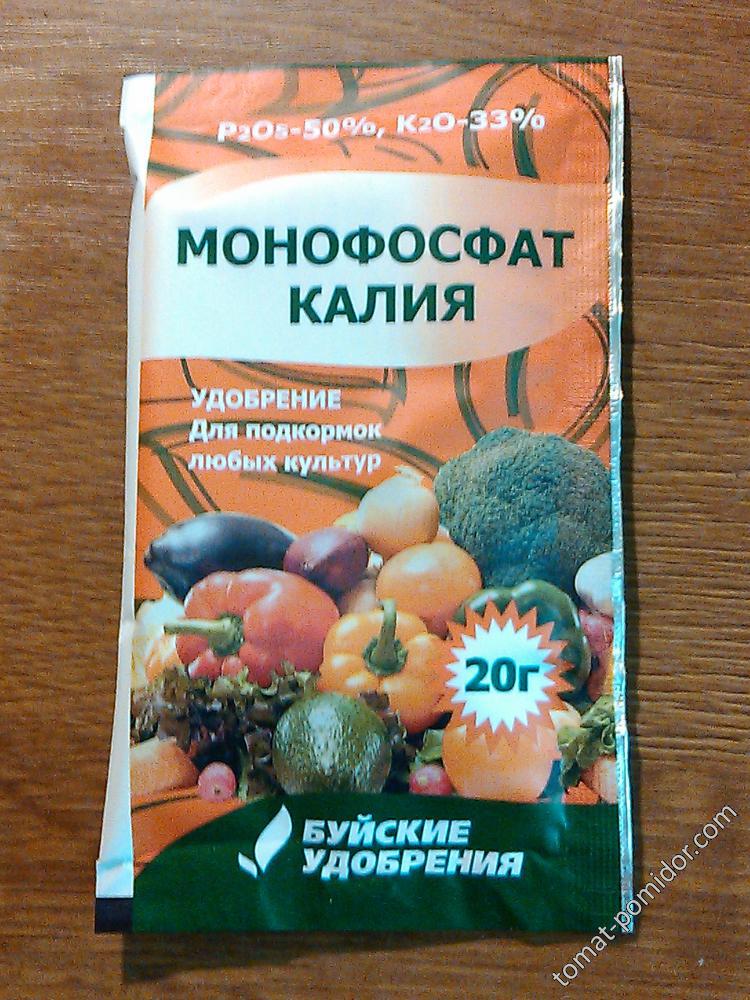 P2O5-50%, K2O-33%
МОНОФОСФАТ
КАЛИЯ
УДОБРЕНИЕ
Для подкормок
любых культур
20г
БУЙСКИЕ
УДОБРЕНИЯ
tomat-pomidor.com